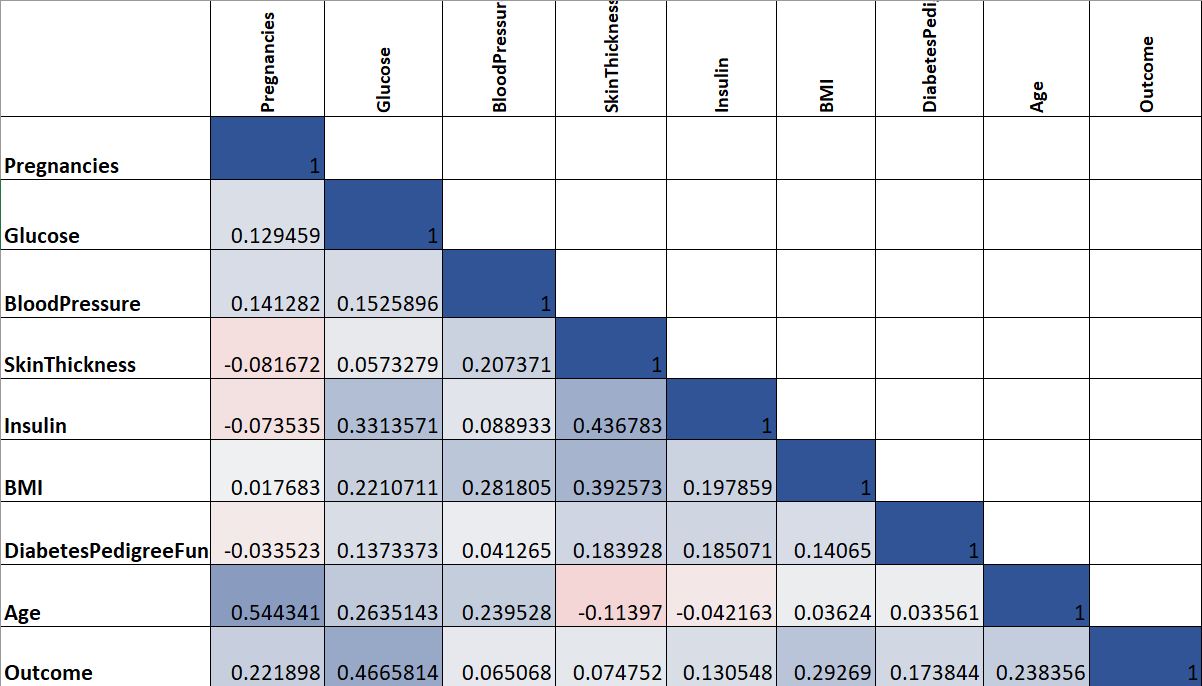 Pregnancies Glucose BloodPressur SkinThickness Insulin BMI DiabetesPedi Age Outcome
Pregnancies 1
Glucose 0.129459 1
BloodPressure 0.141282 0.1525896 1
SkinThickness -0.081672 0.0573279 0.207371 1
Insulin -0.073535 0.3313571 0.088933 0.436783 1
BMI 0.017683 0.2210711 0.281805 0.392573 0.197859 1
DiabetesPedigreeFun -0.033523 0.1373373 0.041265 0.183928 0.185071 0.14065 1
Age 0.544341 0.2635143 0.239528 -0.11397 -0.042163 0.03624 0.033561 1
Outcome 0.221898 0.4665814 0.065068 0.074752 0.130548 0.29269 0.173844 0.238356 1